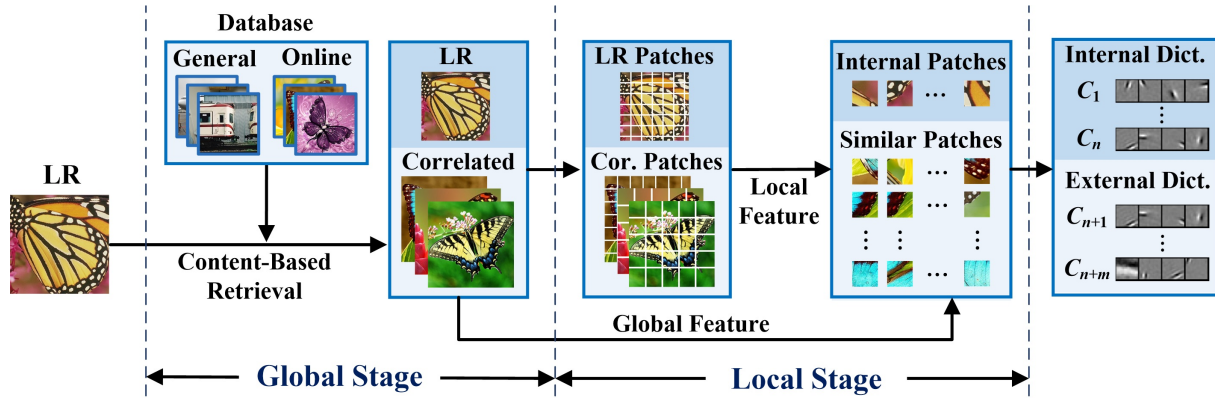 LR
Database
General Online
Content-Based
Retrieval
LR
Correlated
LR Patches
Cor. Patches
Local
Feature
Global Feature
Internal Patches
...
Similar Patches
...
...
⋮ ⋮ ⋮
...
Internal Dict.
C1
⋮
Cn
External Dict.
Cn+1
⋮
Cn+m
Global Stage
Local Stage